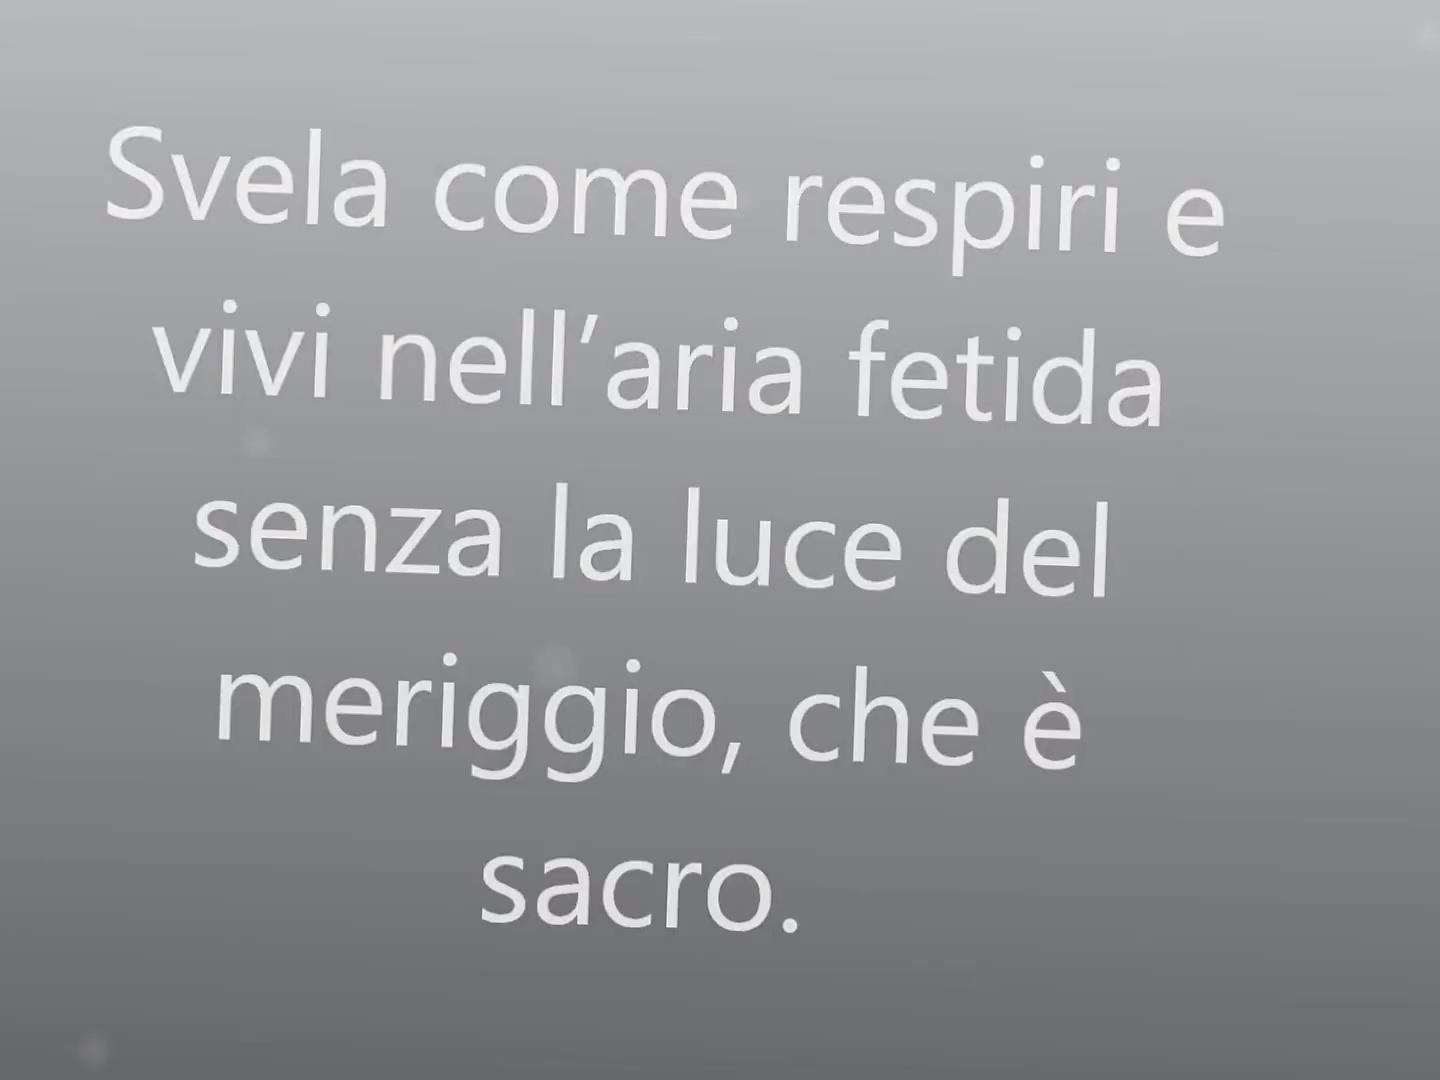 Svela come respiri e
vivi nell’aria fetida
senza la luce del
meriggio, che è
sacro.